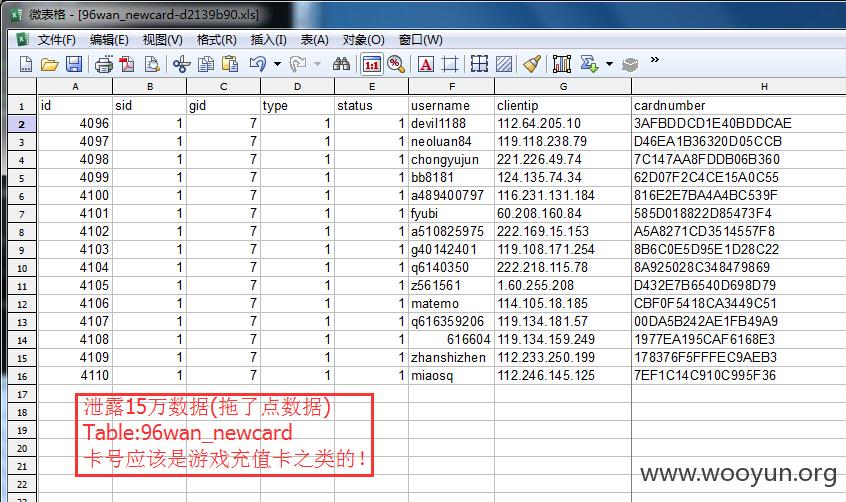 微表格 - [96wan_newcard-d2139b90.xls]
文件(F) 编辑(E) 视图(V) 格式(R) 插入(I) 表(A) 对象(O) 窗口(W)
1:1 % A Σ »
A B C D E F G H
1 id sid gid type status username clientip cardnumber
2 4096 1 7 1 1 devil1188 112.64.205.10 3AFBDDCD1E40BDDCAE
3 4097 1 7 1 1 neoluan84 119.118.238.79 D46EA1B36320D05CCB
4 4098 1 7 1 1 chongyujun 221.226.49.74 7C147AA8FDDB06B360
5 4099 1 7 1 1 bb8181 124.135.74.34 62D07F2C4CE15A0C55
6 4100 1 7 1 1 a489400797 116.231.131.184 816E2E7BA4A4BC539F
7 4101 1 7 1 1 fyubi 60.208.160.84 585D018822D85473F4
8 4102 1 7 1 1 a510825975 222.169.15.153 A5A8271CD3514557F8
9 4103 1 7 1 1 g40142401 119.108.171.254 8B6C0E5D95E1D28C22
10 4104 1 7 1 1 q6140350 222.218.115.78 8A925028C348479869
11 4105 1 7 1 1 z561561 1.60.255.208 D432E7B6540D698D79
12 4106 1 7 1 1 matemo 114.105.18.185 CBF0F5418CA3449C51
13 4107 1 7 1 1 q616359206 119.134.181.57 00DA5B242AE1FB49A9
14 4108 1 7 1 1 616604 119.134.159.249 1977EA195CAF6168E3
15 4109 1 7 1 1 zhanshizhen 112.233.250.199 178376F5FFFEC9AEB3
16 4110 1 7 1 1 miaosq 112.246.145.125 7EF1C14C910C995F36
17
18
19
20
21
22
泄露15万数据(拖了点数据)
Table:96wan_newcard
卡号应该是游戏充值卡之类的!
www.wooyun.org